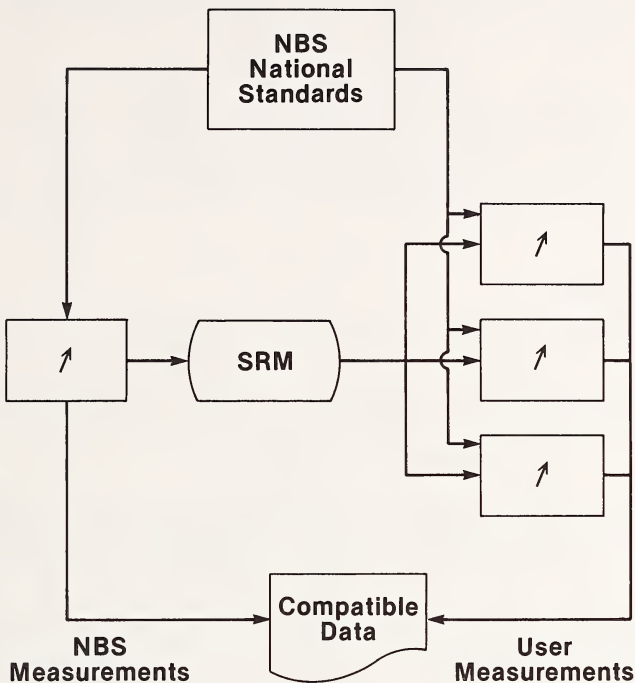 NBS
National
Standards
SRM
Compatible
Data
NBS
Measurements
User
Measurements